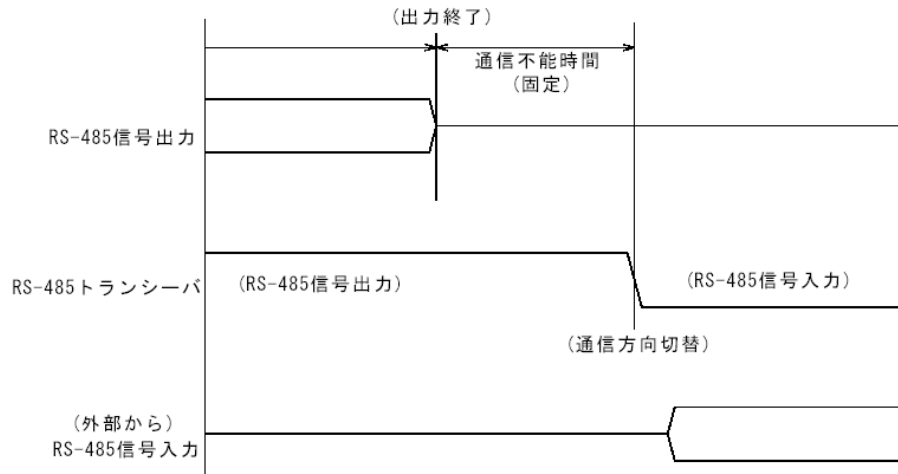 (出力終了)
通信不能時間
(固定)
RS-485信号出力
RS-485トランシーバ
(RS-485信号出力)
(RS-485信号入力)
(通信方向切替)
(外部から)
RS-485信号入力